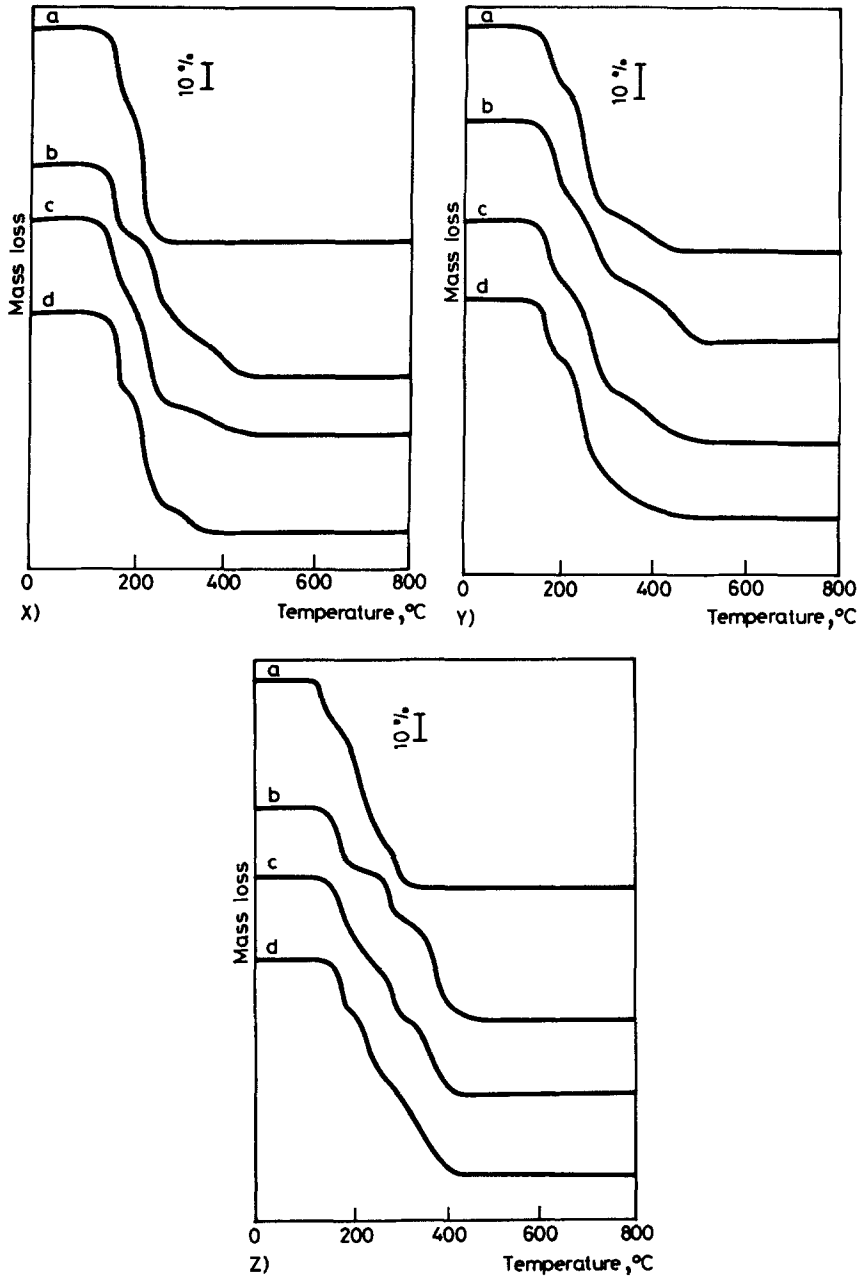 a
10 %
b
c
d
Mass loss
0 200 400 600 800
X) Temperature, °C
a
10 %
b
c
d
Mass loss
0 200 400 600 800
Y) Temperature, °C
a
10 %
b
c
d
Mass loss
0 200 400 600 800
Z) Temperature, °C